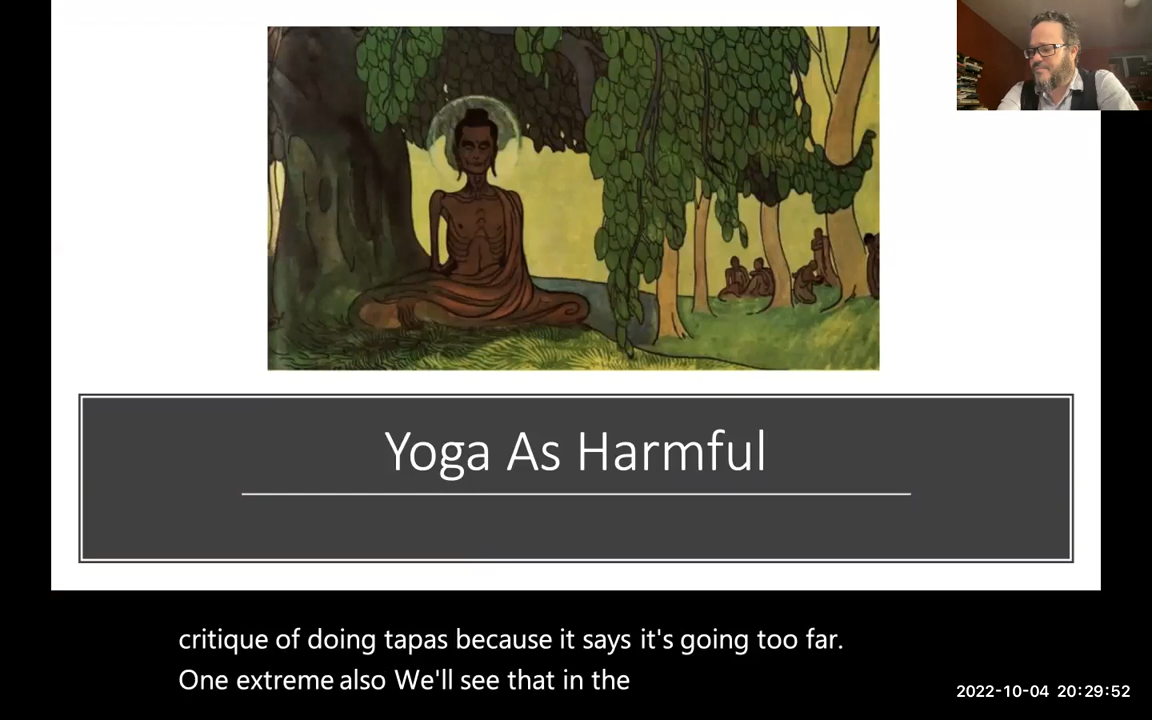 Yoga As Harmful
critique of doing tapas because it says it's going too far.
One extreme also We'll see that in the
2022-10-04 20:29:52